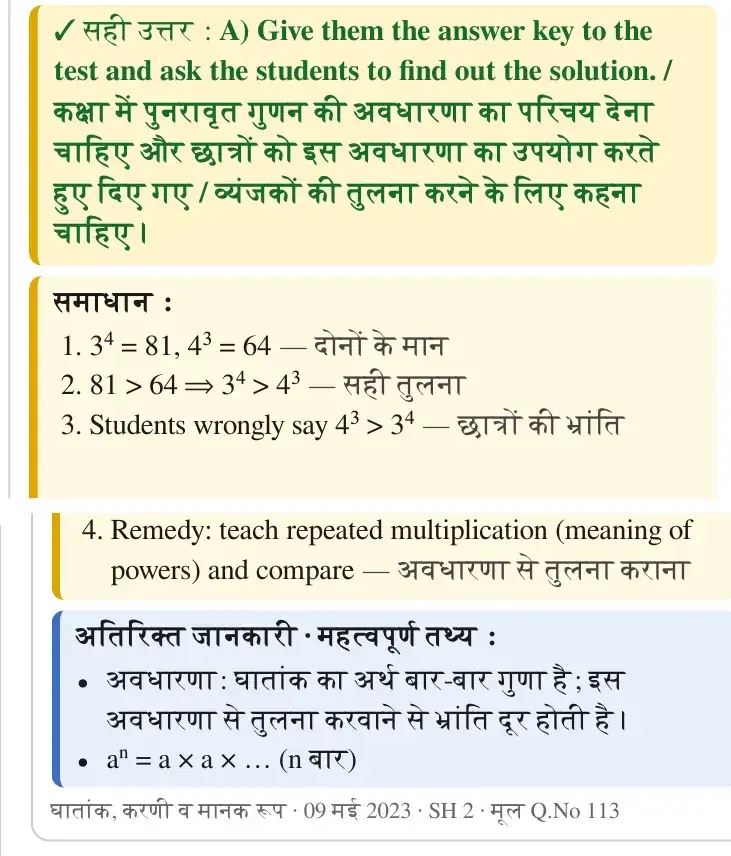 ✓ सही उत्तर : A) Give them the answer key to the
test and ask the students to find out the solution. /
कक्षा में पुनरावृत गुणन की अवधारणा का परिचय देना
चाहिए और छात्रों को इस अवधारणा का उपयोग करते
हुए दिए गए / व्यंजकों की तुलना करने के लिए कहना
चाहिए।
समाधान :
1. 3⁴ = 81, 4³ = 64 — दोनों के मान
2. 81 > 64 ⟹ 3⁴ > 4³ — सही तुलना
3. Students wrongly say 4³ > 3⁴ — छात्रों की भ्रांति
4. Remedy: teach repeated multiplication (meaning of
powers) and compare — अवधारणा से तुलना कराना
अतिरिक्त जानकारी · महत्वपूर्ण तथ्य :
• अवधारणा : घातांक का अर्थ बार-बार गुणा है ; इस
अवधारणा से तुलना करवाने से भ्रांति दूर होती है।
• aⁿ = a × a × … (n बार)
घातांक, करणी व मानक रूप · 09 मई 2023 · SH 2 · मूल Q.No 113